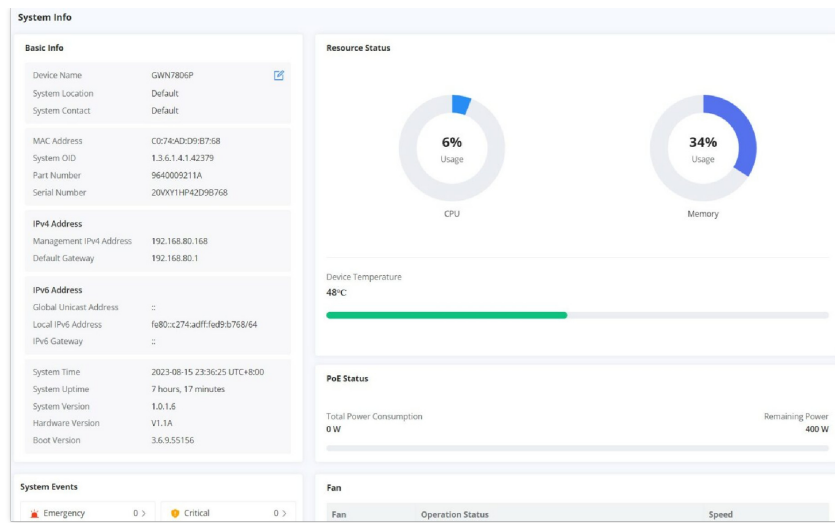 System Info
Basic Info
Device Name GWN7806P
System Location Default
System Contact Default
MAC Address C0:74:AD:D9:B7:68
System OID 1.3.6.1.4.1.42379
Part Number 9640009211A
Serial Number 20VXY1HP42D9B768
IPv4 Address
Management IPv4 Address 192.168.80.168
Default Gateway 192.168.80.1
IPv6 Address
Global Unicast Address ::
Local IPv6 Address fe80::c274:adff:fed9:b768/64
IPv6 Gateway ::
System Time 2023-08-15 23:36:25 UTC+8:00
System Uptime 7 hours, 17 minutes
System Version 1.0.1.6
Hardware Version V1.1A
Boot Version 3.6.9.55156
System Events
Emergency 0 >
Critical 0 >
Resource Status
6%
Usage
CPU
34%
Usage
Memory
Device Temperature
48°C
PoE Status
Total Power Consumption Remaining Power
0 W 400 W
Fan
Fan Operation Status Speed